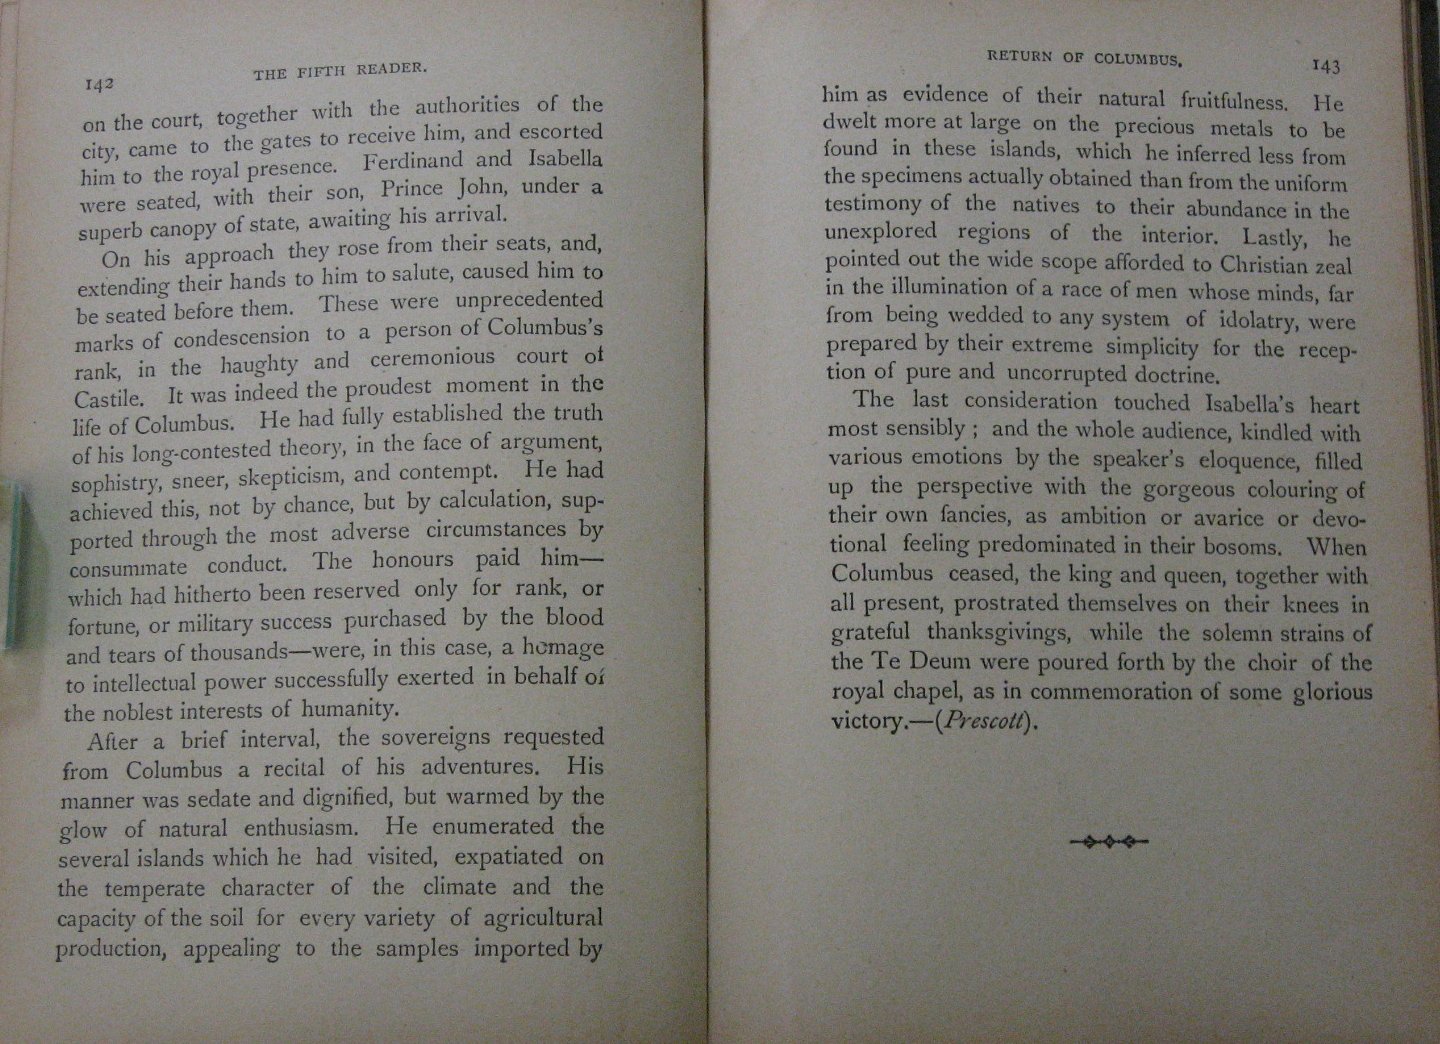 142
THE FIFTH READER.
on the court, together with the authorities of the
city, came to the gates to receive him, and escorted
him to the royal presence. Ferdinand and Isabella
were seated, with their son, Prince John, under a
superb canopy of state, awaiting his arrival.
On his approach they rose from their seats, and,
extending their hands to him to salute, caused him to
be seated before them. These were unprecedented
marks of condescension to a person of Columbus's
rank, in the haughty and ceremonious court of
Castile. It was indeed the proudest moment in the
life of Columbus. He had fully established the truth
of his long-contested theory, in the face of argument,
sophistry, sneer, skepticism, and contempt. He had
achieved this, not by chance, but by calculation, sup-
ported through the most adverse circumstances by
consummate conduct. The honours paid him—
which had hitherto been reserved only for rank, or
fortune, or military success purchased by the blood
and tears of thousands—were, in this case, a homage
to intellectual power successfully exerted in behalf of
the noblest interests of humanity.
After a brief interval, the sovereigns requested
from Columbus a recital of his adventures. His
manner was sedate and dignified, but warmed by the
glow of natural enthusiasm. He enumerated the
several islands which he had visited, expatiated on
the temperate character of the climate and the
capacity of the soil for every variety of agricultural
production, appealing to the samples imported by
RETURN OF COLUMBUS.
143
him as evidence of their natural fruitfulness. He
dwelt more at large on the precious metals to be
found in these islands, which he inferred less from
the specimens actually obtained than from the uniform
testimony of the natives to their abundance in the
unexplored regions of the interior. Lastly, he
pointed out the wide scope afforded to Christian zeal
in the illumination of a race of men whose minds, far
from being wedded to any system of idolatry, were
prepared by their extreme simplicity for the recep-
tion of pure and uncorrupted doctrine.
The last consideration touched Isabella's heart
most sensibly ; and the whole audience, kindled with
various emotions by the speaker's eloquence, filled
up the perspective with the gorgeous colouring of
their own fancies, as ambition or avarice or devo-
tional feeling predominated in their bosoms. When
Columbus ceased, the king and queen, together with
all present, prostrated themselves on their knees in
grateful thanksgivings, while the solemn strains of
the Te Deum were poured forth by the choir of the
royal chapel, as in commemoration of some glorious
victory.—(Prescott).